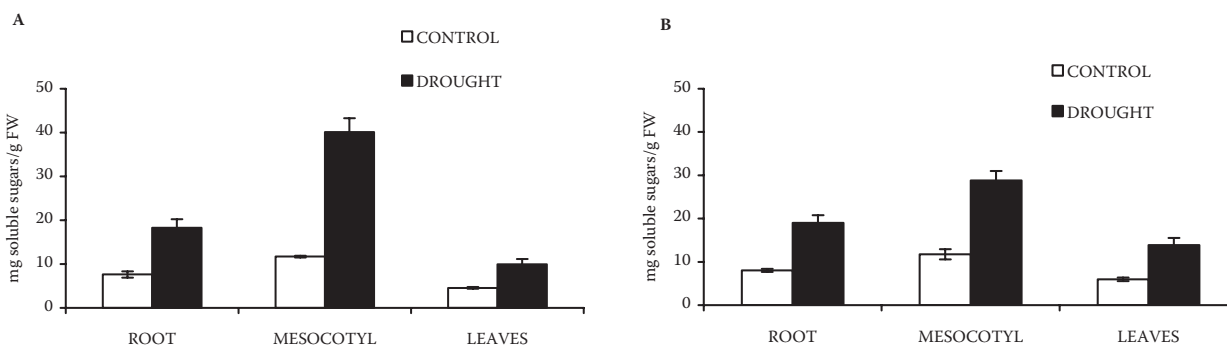 A
CONTROL
DROUGHT
mg soluble sugars/g FW
50
40
30
20
10
0
ROOT MESOCOTYL LEAVES
B
CONTROL
DROUGHT
mg soluble sugars/g FW
50
40
30
20
10
0
ROOT MESOCOTYL LEAVES